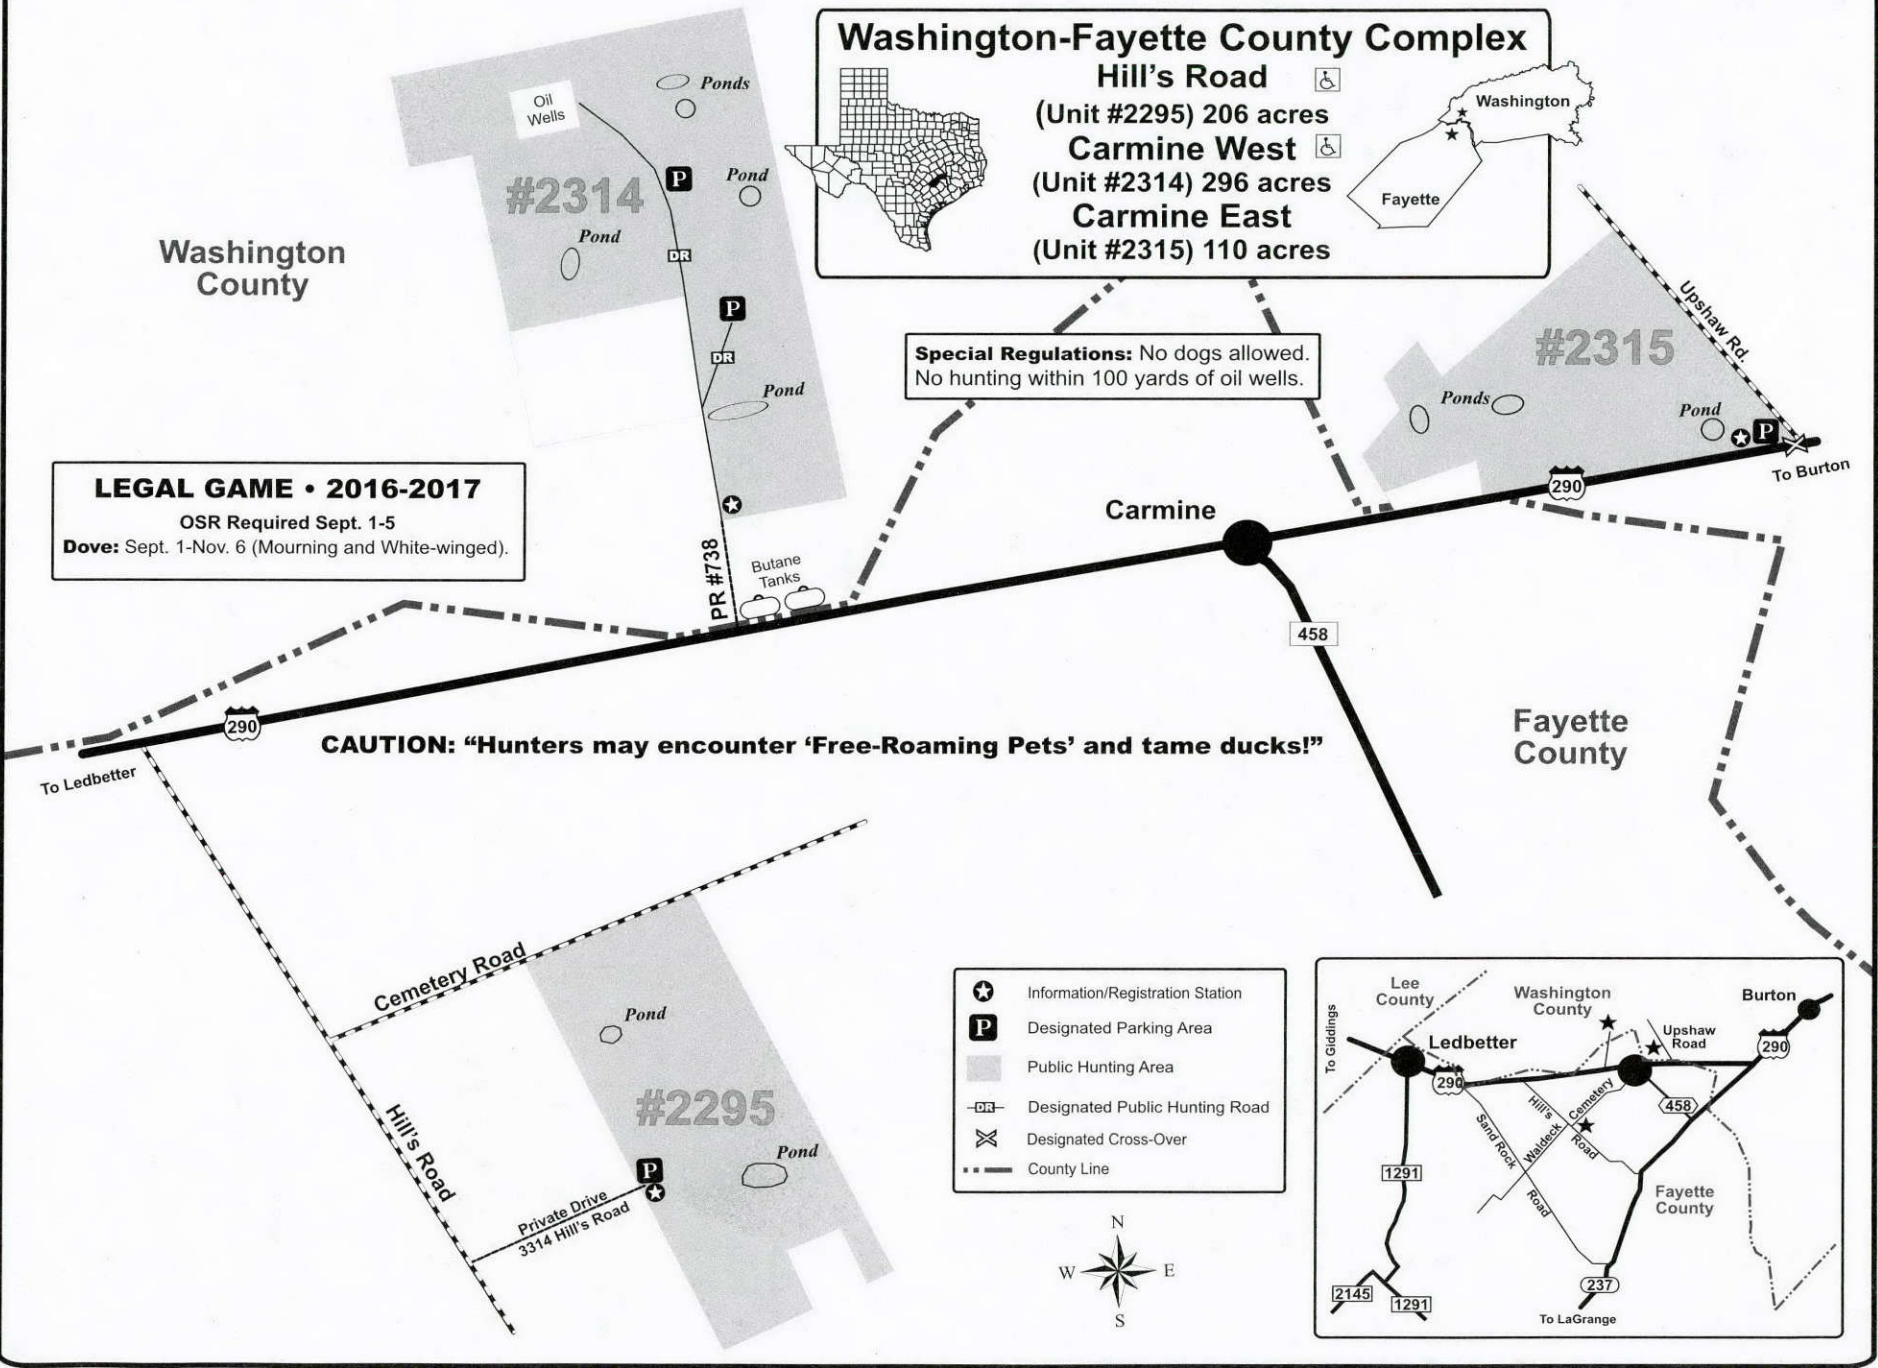 Washington-Fayette County Complex
Hill's Road
(Unit #2295) 206 acres
Carmine West
(Unit #2314) 296 acres
Carmine East
(Unit #2315) 110 acres
Washington
Fayette
Oil
Wells
Ponds
P
Pond
#2314
Pond
DR
P
DR
Pond
Washington
County
Special Regulations: No dogs allowed.
No hunting within 100 yards of oil wells.
Upshaw Rd.
#2315
Ponds
Pond
P
290
To Burton
LEGAL GAME • 2016-2017
OSR Required Sept. 1-5
Dove: Sept. 1-Nov. 6 (Mourning and White-winged).
PR #738
Butane
Tanks
Carmine
458
290
To Ledbetter
CAUTION: “Hunters may encounter ‘Free-Roaming Pets’ and tame ducks!”
Fayette
County
Cemetery Road
Pond
#2295
Hill's Road
P
Pond
Private Drive
3314 Hill's Road
Information/Registration Station
P
Designated Parking Area
Public Hunting Area
DR
Designated Public Hunting Road
Designated Cross-Over
County Line
N
W
E
S
Lee
County
Washington
County
Burton
To Giddings
Ledbetter
Upshaw
Road
290
290
Hill's
Road
Waldeck
Cemetery
458
Sand Rock
Road
1291
Fayette
County
2145
1291
237
To LaGrange